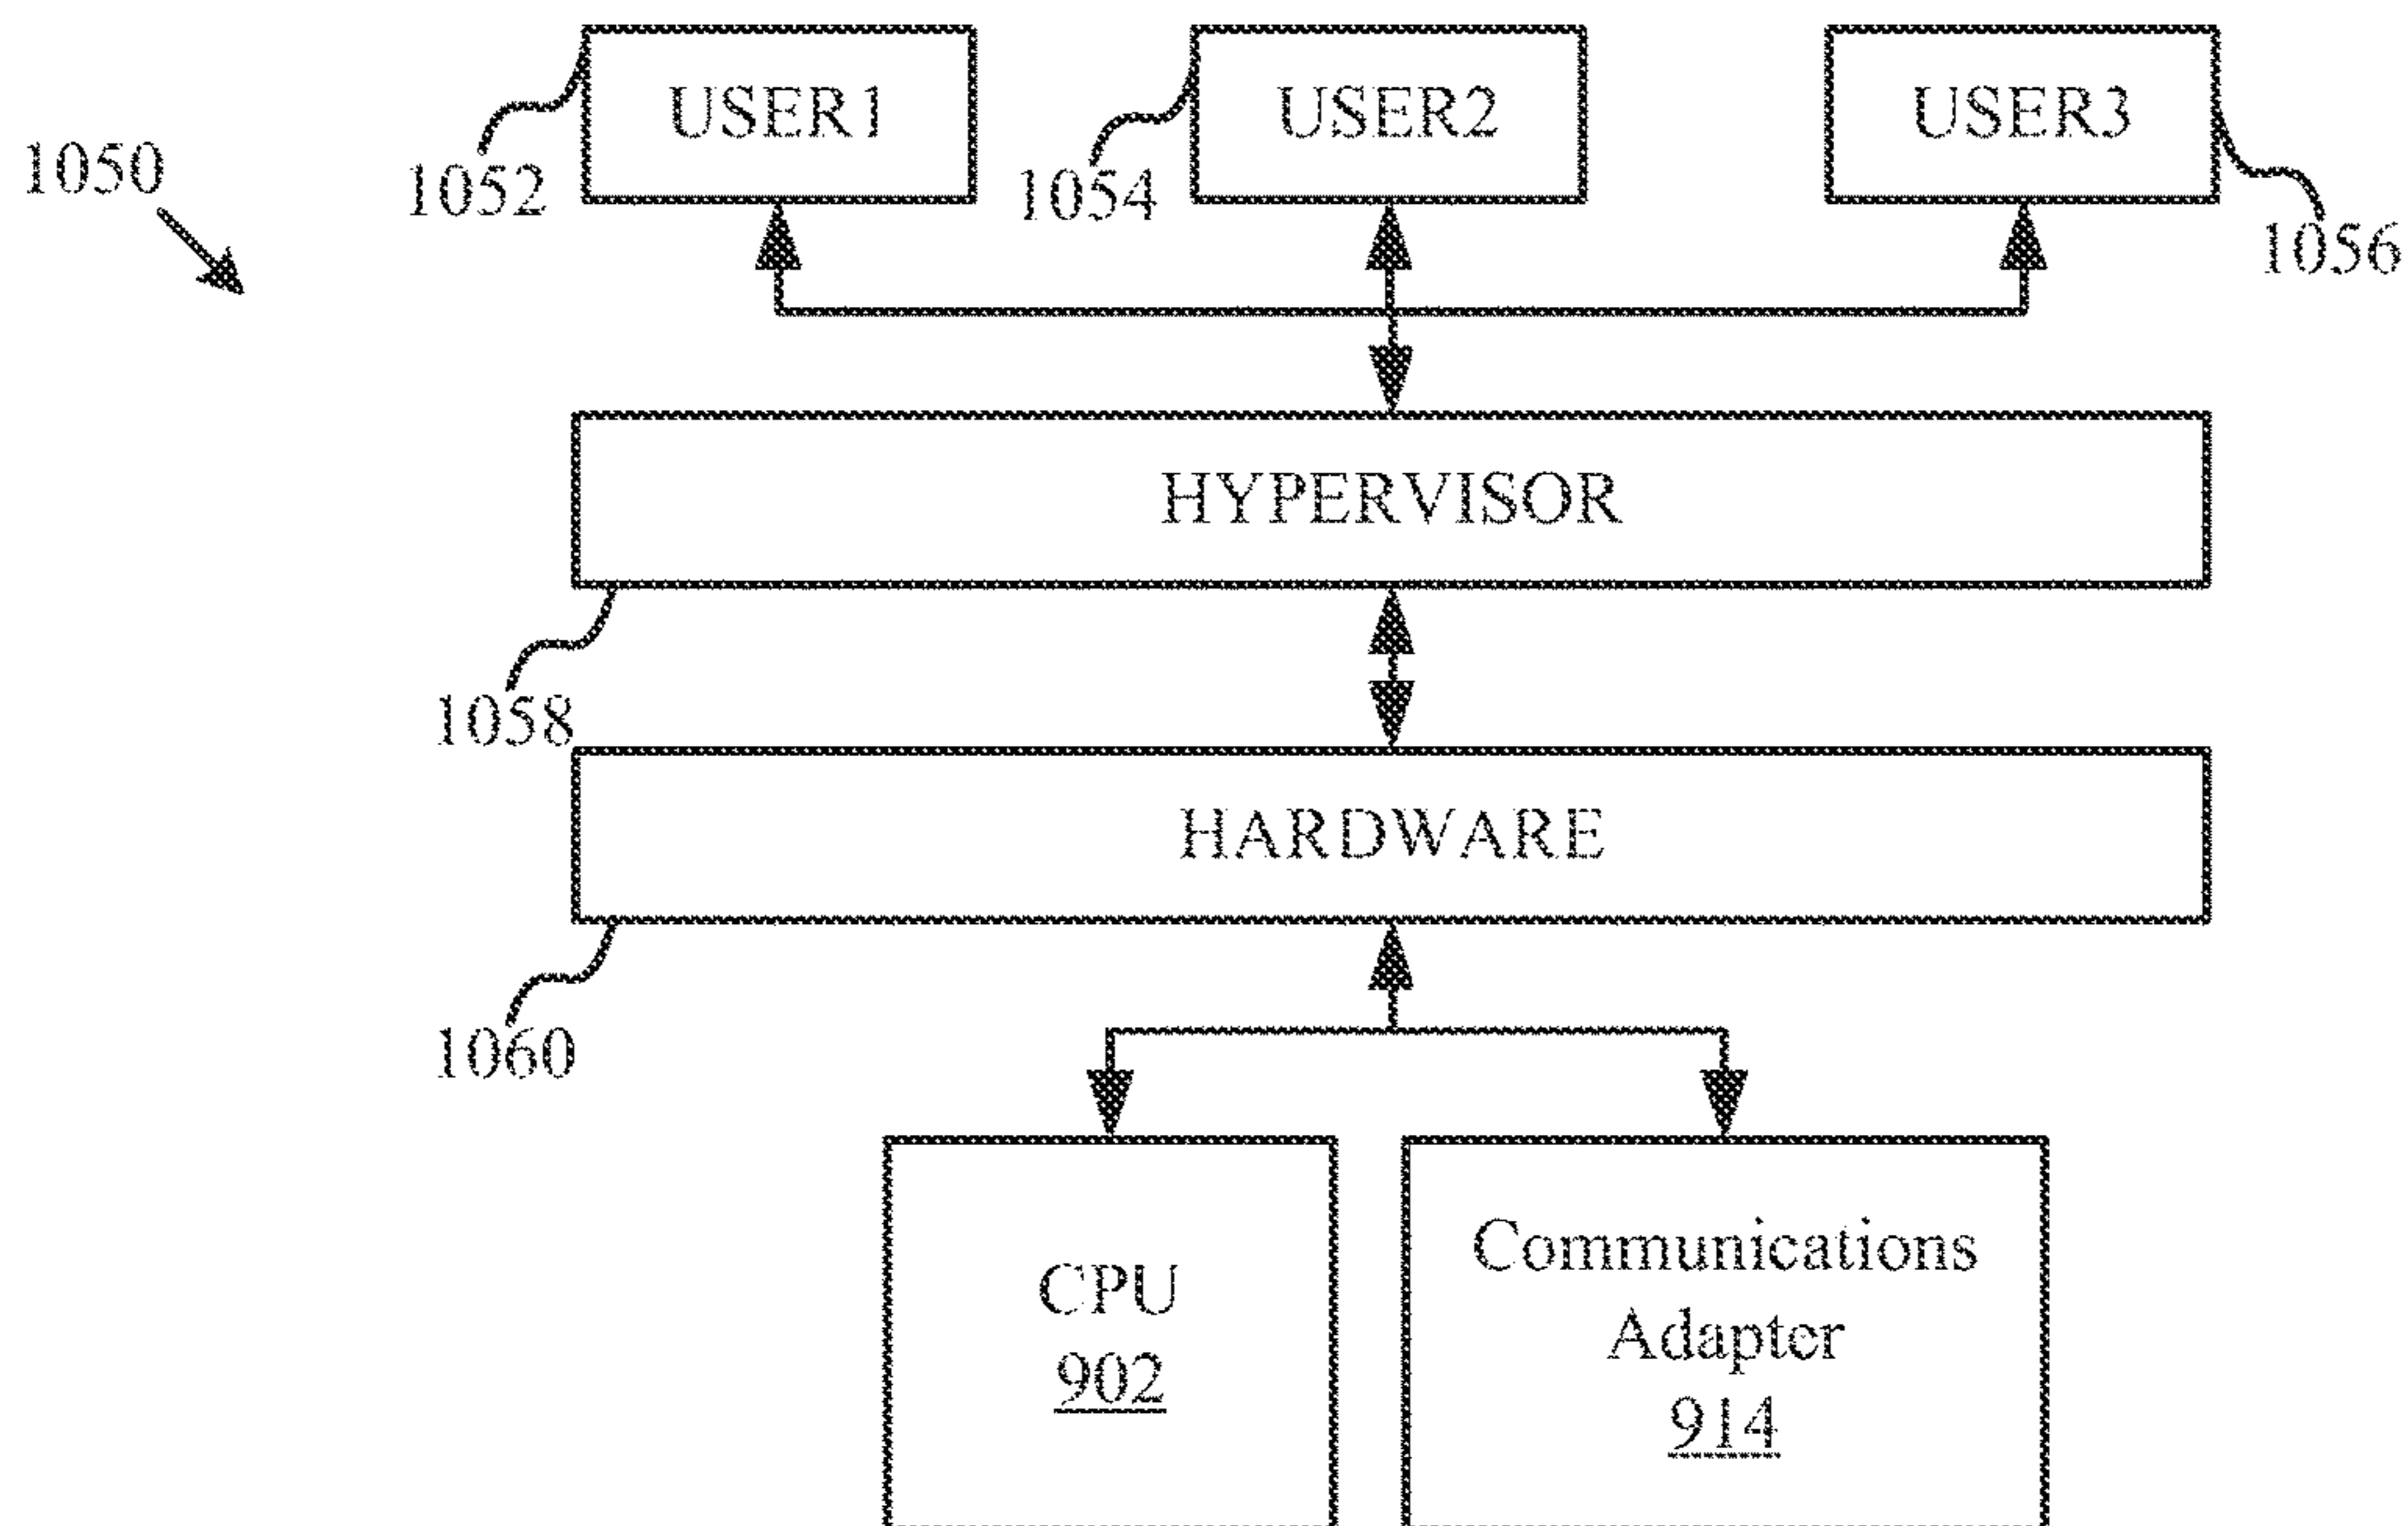 USER1
USER2
USER3
1050
1052
1054
1056
HYPERVISOR
1058
HARDWARE
1060
CPU
902
Communications
Adapter
914